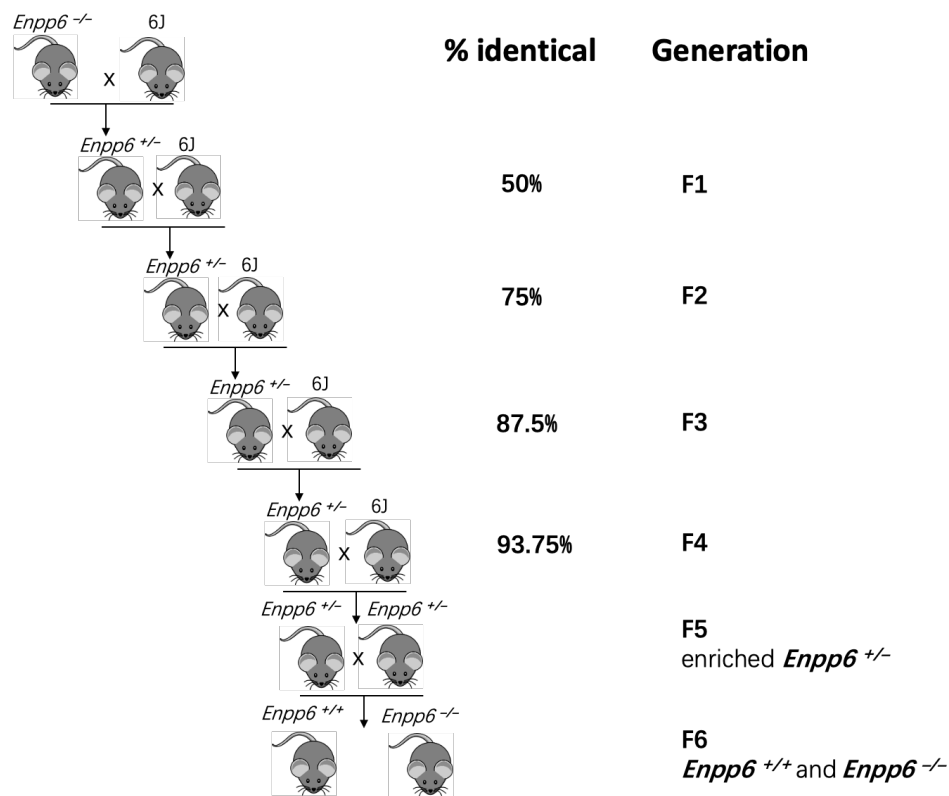 Enpp6 –/– 6J
% identical Generation
X
Enpp6 +/– 6J
X 50% F1
Enpp6 +/– 6J
X 75% F2
Enpp6 +/– 6J
X 87.5% F3
Enpp6 +/– 6J
X 93.75% F4
Enpp6 +/– Enpp6 +/–
F5
X enriched Enpp6 +/–
Enpp6 +/+ Enpp6 –/–
F6
Enpp6 +/+ and Enpp6 –/–